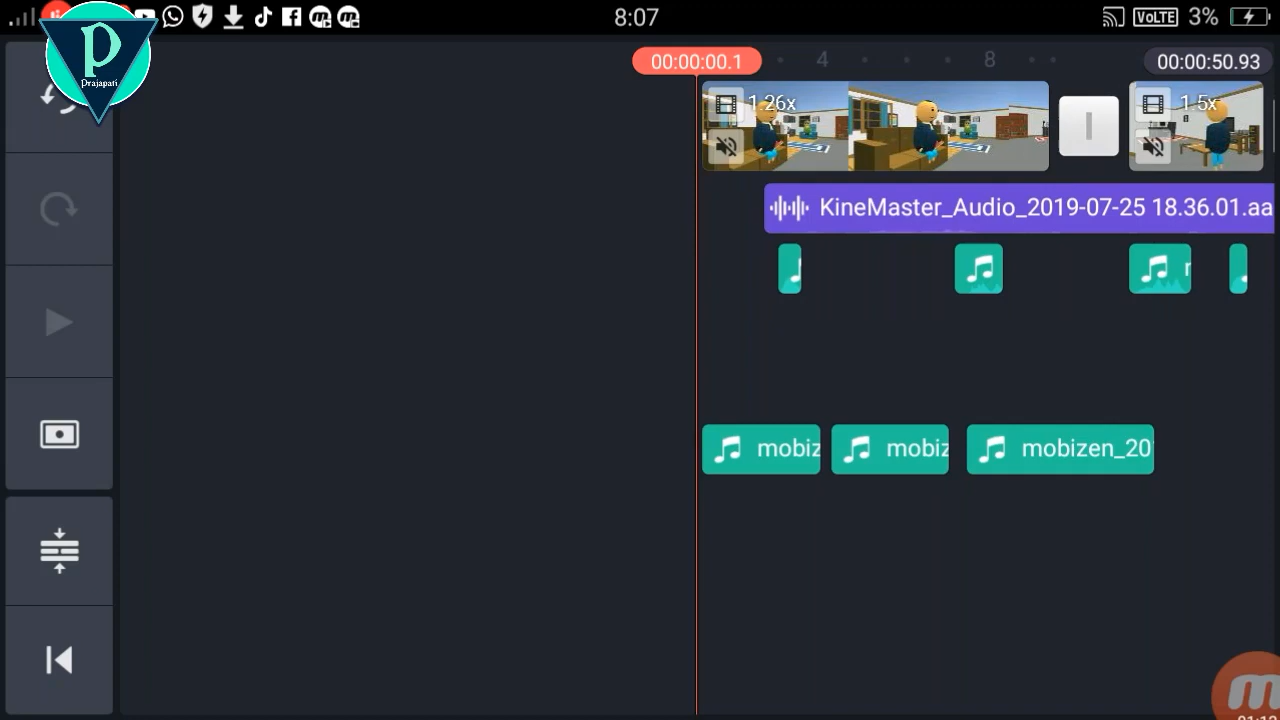 8:07
VoLTE 3%
P
Prajapati
00:00:00.1
4
8
00:00:50.93
1.26x
1.5x
KineMaster_Audio_2019-07-25 18.36.01.aa
mobiz
mobiz
mobizen_20